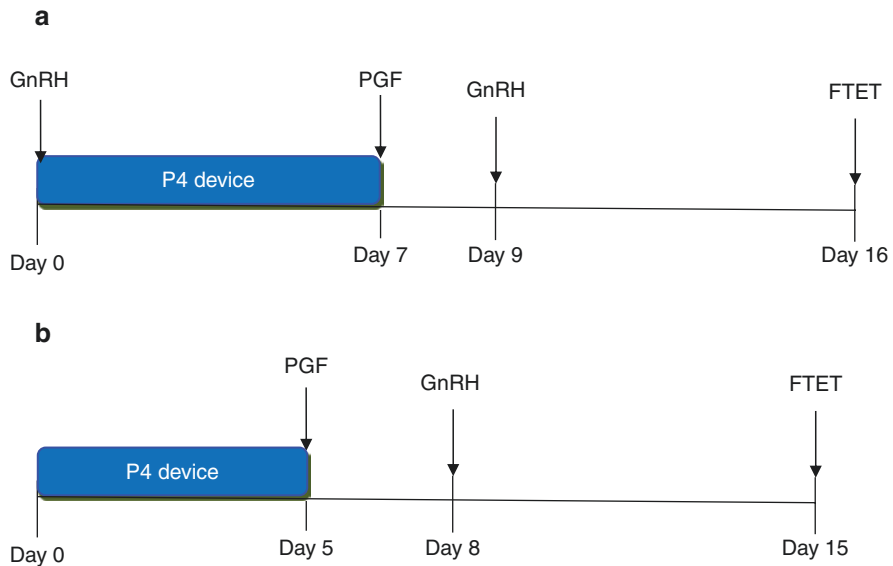 a
GnRH
PGF
GnRH
FTET
P4 device
Day 0
Day 7
Day 9
Day 16
b
PGF
GnRH
FTET
P4 device
Day 0
Day 5
Day 8
Day 15